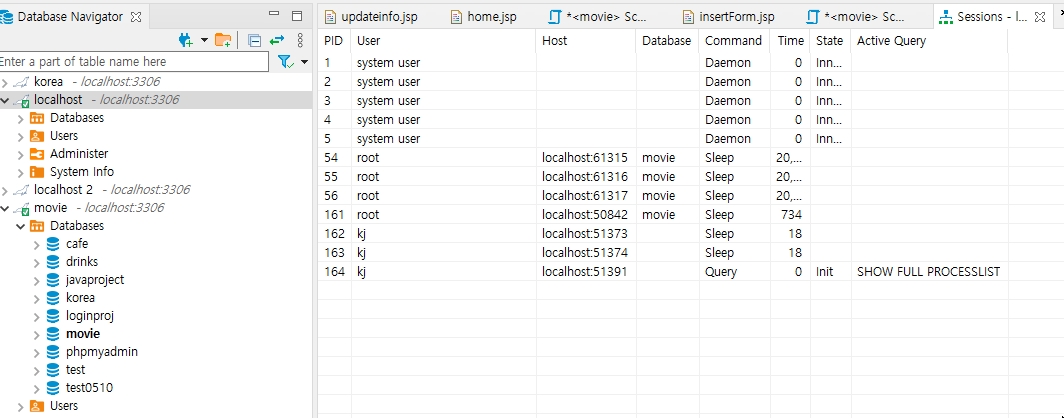 Database Navigator
Enter a part of table name here
korea - localhost:3306
localhost - localhost:3306
Databases
Users
Administer
System Info
localhost 2 - localhost:3306
movie - localhost:3306
Databases
cafe
drinks
javaproject
korea
loginproj
movie
phpmyadmin
test
test0510
Users
updateinfo.jsp home.jsp *<movie> Sc... insertForm.jsp *<movie> Sc... Sessions - l...
PID User Host Database Command Time State Active Query
1 system user Daemon 0 Inn...
2 system user Daemon 0 Inn...
3 system user Daemon 0 Inn...
4 system user Daemon 0 Inn...
5 system user Daemon 0 Inn...
54 root localhost:61315 movie Sleep 20,...
55 root localhost:61316 movie Sleep 20,...
56 root localhost:61317 movie Sleep 20,...
161 root localhost:50842 movie Sleep 734
162 kj localhost:51373 Sleep 18
163 kj localhost:51374 Sleep 18
164 kj localhost:51391 Query 0 Init SHOW FULL PROCESSLIST